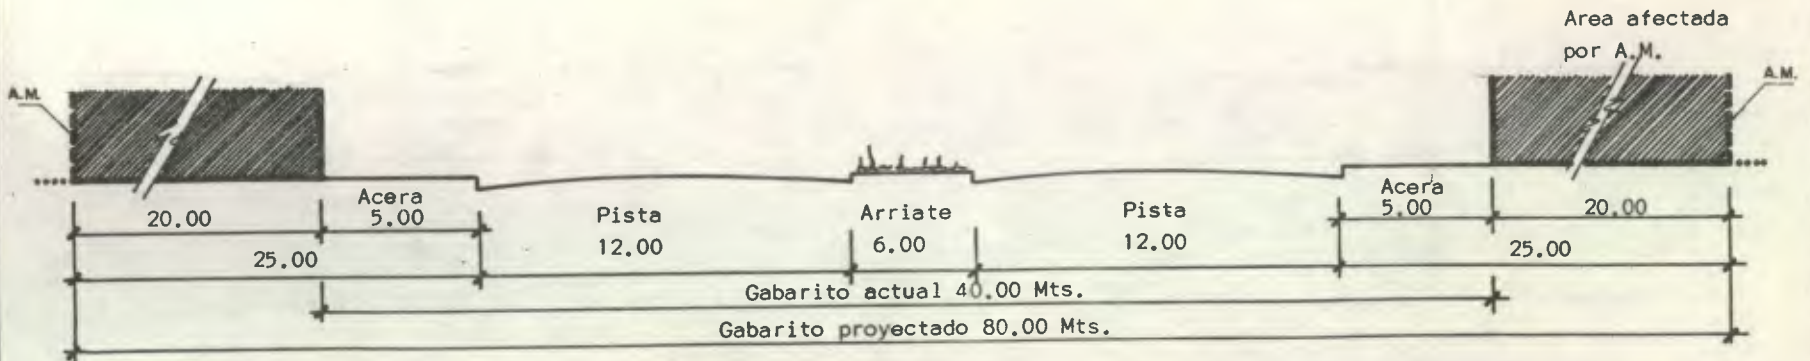 Area afectada
por A.M.
A.M.
A.M.
Acera
20.00
5.00
Pista
12.00
Arriate
6.00
Pista
12.00
Acera
5.00
20.00
25.00
25.00
Gabarito actual 40.00 Mts.
Gabarito proyectado 80.00 Mts.